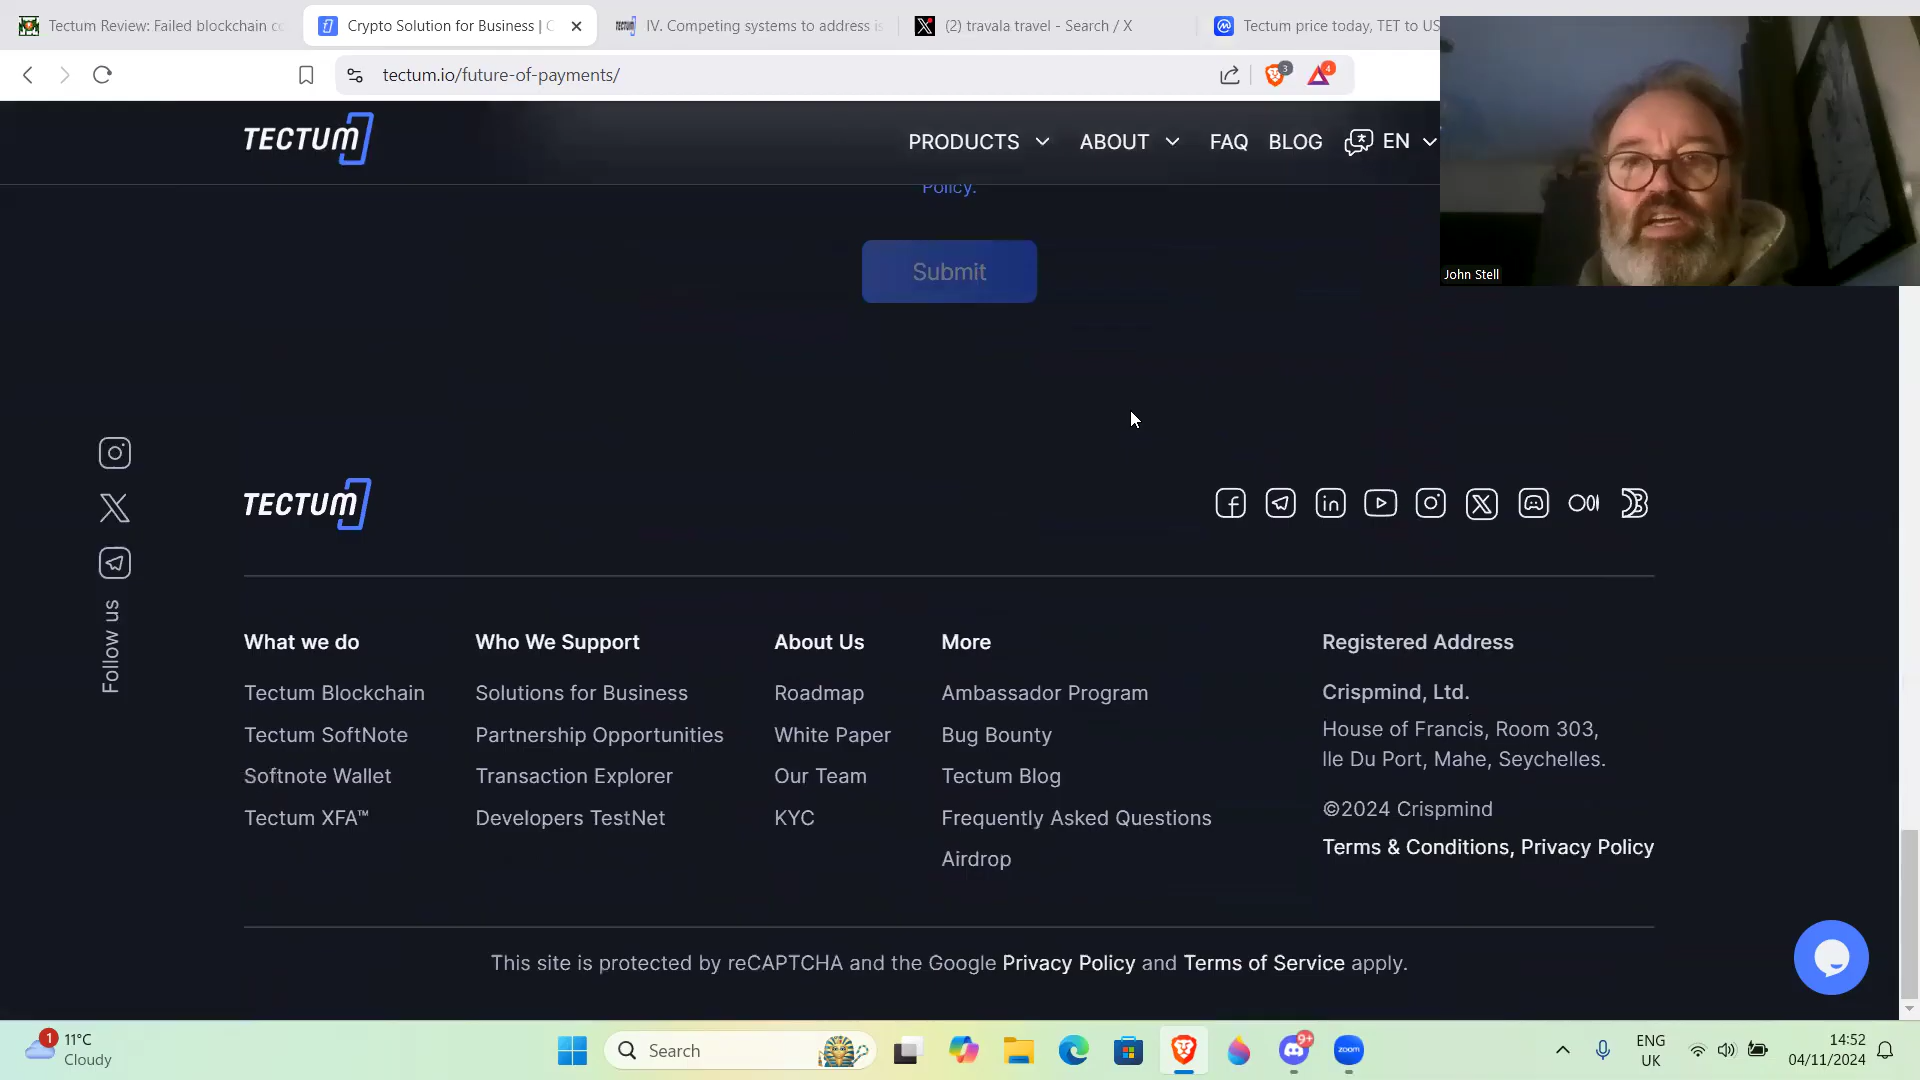 Tectum Review: Failed blockchain co
Crypto Solution for Business | C
IV. Competing systems to address is
(2) travala travel - Search / X
Tectum price today, TET to US
tectum.io/future-of-payments/
3
4
TECTUM
PRODUCTS
ABOUT
FAQ
BLOG
EN
Policy.
Submit
John Stell
TECTUM
Follow us
What we do
Tectum Blockchain
Tectum SoftNote
Softnote Wallet
Tectum XFA™
Who We Support
Solutions for Business
Partnership Opportunities
Transaction Explorer
Developers TestNet
About Us
Roadmap
White Paper
Our Team
KYC
More
Ambassador Program
Bug Bounty
Tectum Blog
Frequently Asked Questions
Airdrop
Registered Address
Crispmind, Ltd.
House of Francis, Room 303,
Ile Du Port, Mahe, Seychelles.
©2024 Crispmind
Terms & Conditions, Privacy Policy
This site is protected by reCAPTCHA and the Google Privacy Policy and Terms of Service apply.
1
11°C
Cloudy
Search
9+
zoom
ENG
UK
14:52
04/11/2024